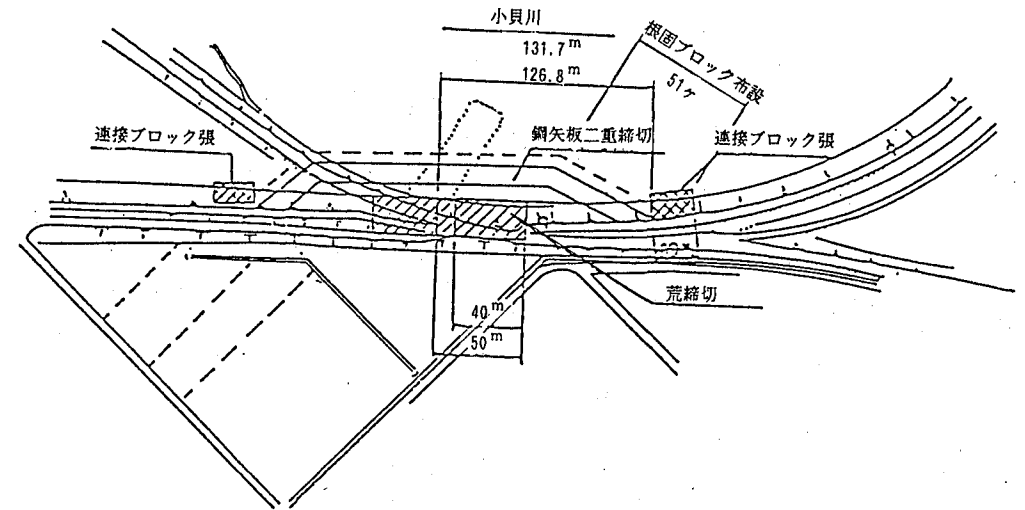 小貝川
131.7m
126.8m
根固ブロック布設
51ヶ
連接ブロック張
鋼矢板二重締切
連接ブロック張
荒締切
40m
50m